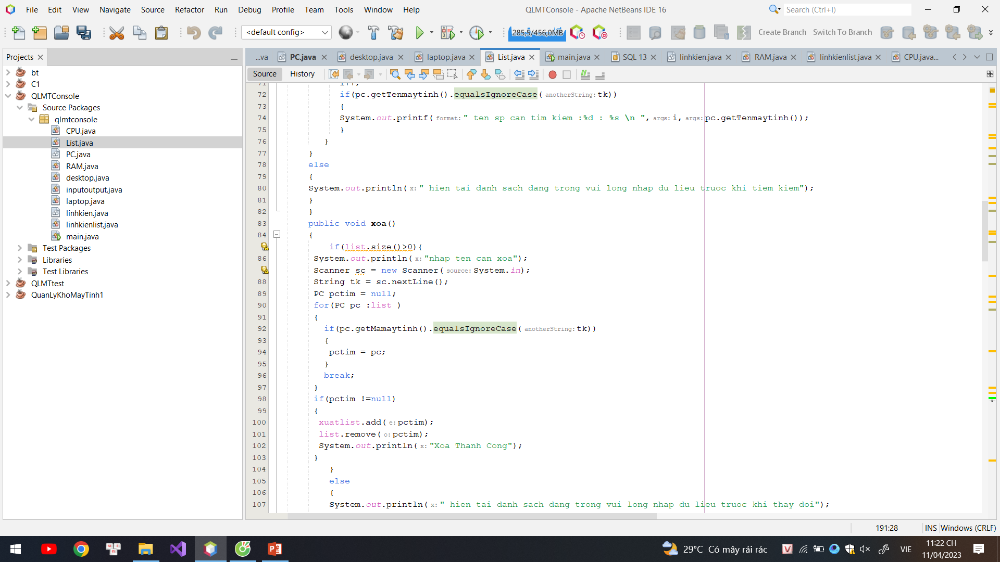 File Edit View Navigate Source Refactor Run Debug Profile Team Tools Window Help QLMTConsole - Apache NetBeans IDE 16 Search (Ctrl+I)
<default config> 285,5/456,0MB Create Branch Switch To Branch
Projects
...va PC.java desktop.java laptop.java List.java main.java SQL 13 linhkien.java RAM.java linhkienlist.java CPU.java...
Source History
bt
C1
QLMTConsole
Source Packages
qlmtconsole
CPU.java
List.java
PC.java
RAM.java
desktop.java
inputoutput.java
laptop.java
linhkien.java
linhkienlist.java
main.java
Test Packages
Libraries
Test Libraries
QLMTtest
QuanLyKhoMayTinh1
71 i++;
72 if(pc.getTenmaytinh().equalsIgnoreCase( anotherString: tk))
73 {
74 System.out.printf( format: " ten sp can tim kiem :%d : %s \n ", args: i, args: pc.getTenmaytinh());
75 }
76 }
77 }
78 else
79 {
80 System.out.println( x: " hien tai danh sach dang trong vui long nhap du lieu truoc khi tiem kiem");
81 }
82 }
83 public void xoa()
84 {
if(list.size()>0){
86 System.out.println( x: "nhap ten can xoa");
Scanner sc = new Scanner( source: System.in);
88 String tk = sc.nextLine();
89 PC pctim = null;
90 for(PC pc :list )
91 {
92 if(pc.getMamaytinh().equalsIgnoreCase( anotherString: tk))
93 {
94 pctim = pc;
95 }
96 break;
97 }
98 if(pctim !=null)
99 {
100 xuatlist.add( e: pctim);
101 list.remove( o: pctim);
102 System.out.println( x: "Xoa Thanh Cong");
103 }
104 }
105 else
106 {
107 System.out.println( x: " hien tai danh sach dang trong vui long nhap du lieu truoc khi thay doi");
191:28 INS Windows (CRLF)
29°C Có mây rải rác VIE 11:22 CH
11/04/2023